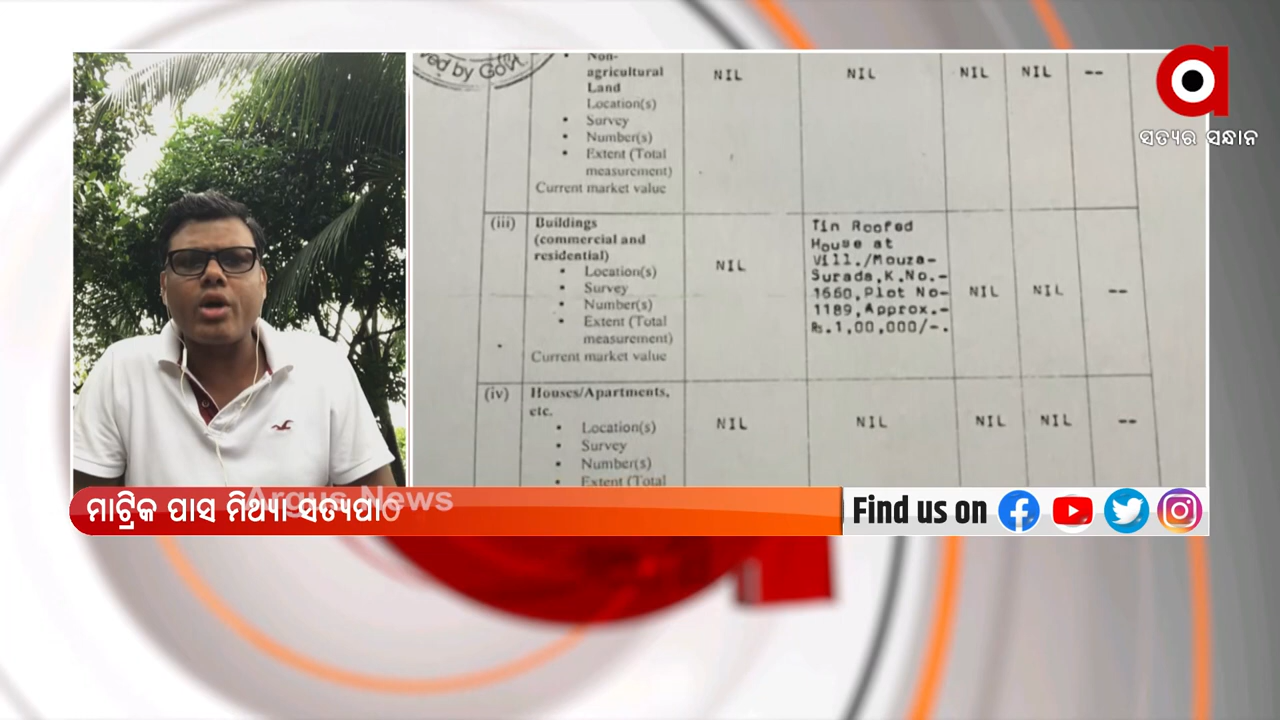 ved by Govt
Non-
agricultural
Land
Location(s)
• Survey
• Number(s)
• Extent (Total
measurement)
Current market value
NIL
NIL
NIL
NIL
--
ସତ୍ୟର ସନ୍ଧାନ
(iii)
Buildings
(commercial and
residential)
• Location(s)
• Survey
• Number(s)
• Extent (Total
measurement)
Current market value
NIL
Tin Roofed
House at
Vill./Mouza-
Surada,K.No.-
1660,Plot No-
1189,Approx.-
Rs.1,00,000/-.
NIL
NIL
--
(iv)
Houses/Apartments,
etc.
• Location(s)
• Survey
• Number(s)
• Extent (Total
NIL
NIL
NIL
NIL
--
Argus News
ମାଟ୍ରିକ ପାସ ମିଥ୍ୟା ସତ୍ୟପାଠ
Find us on